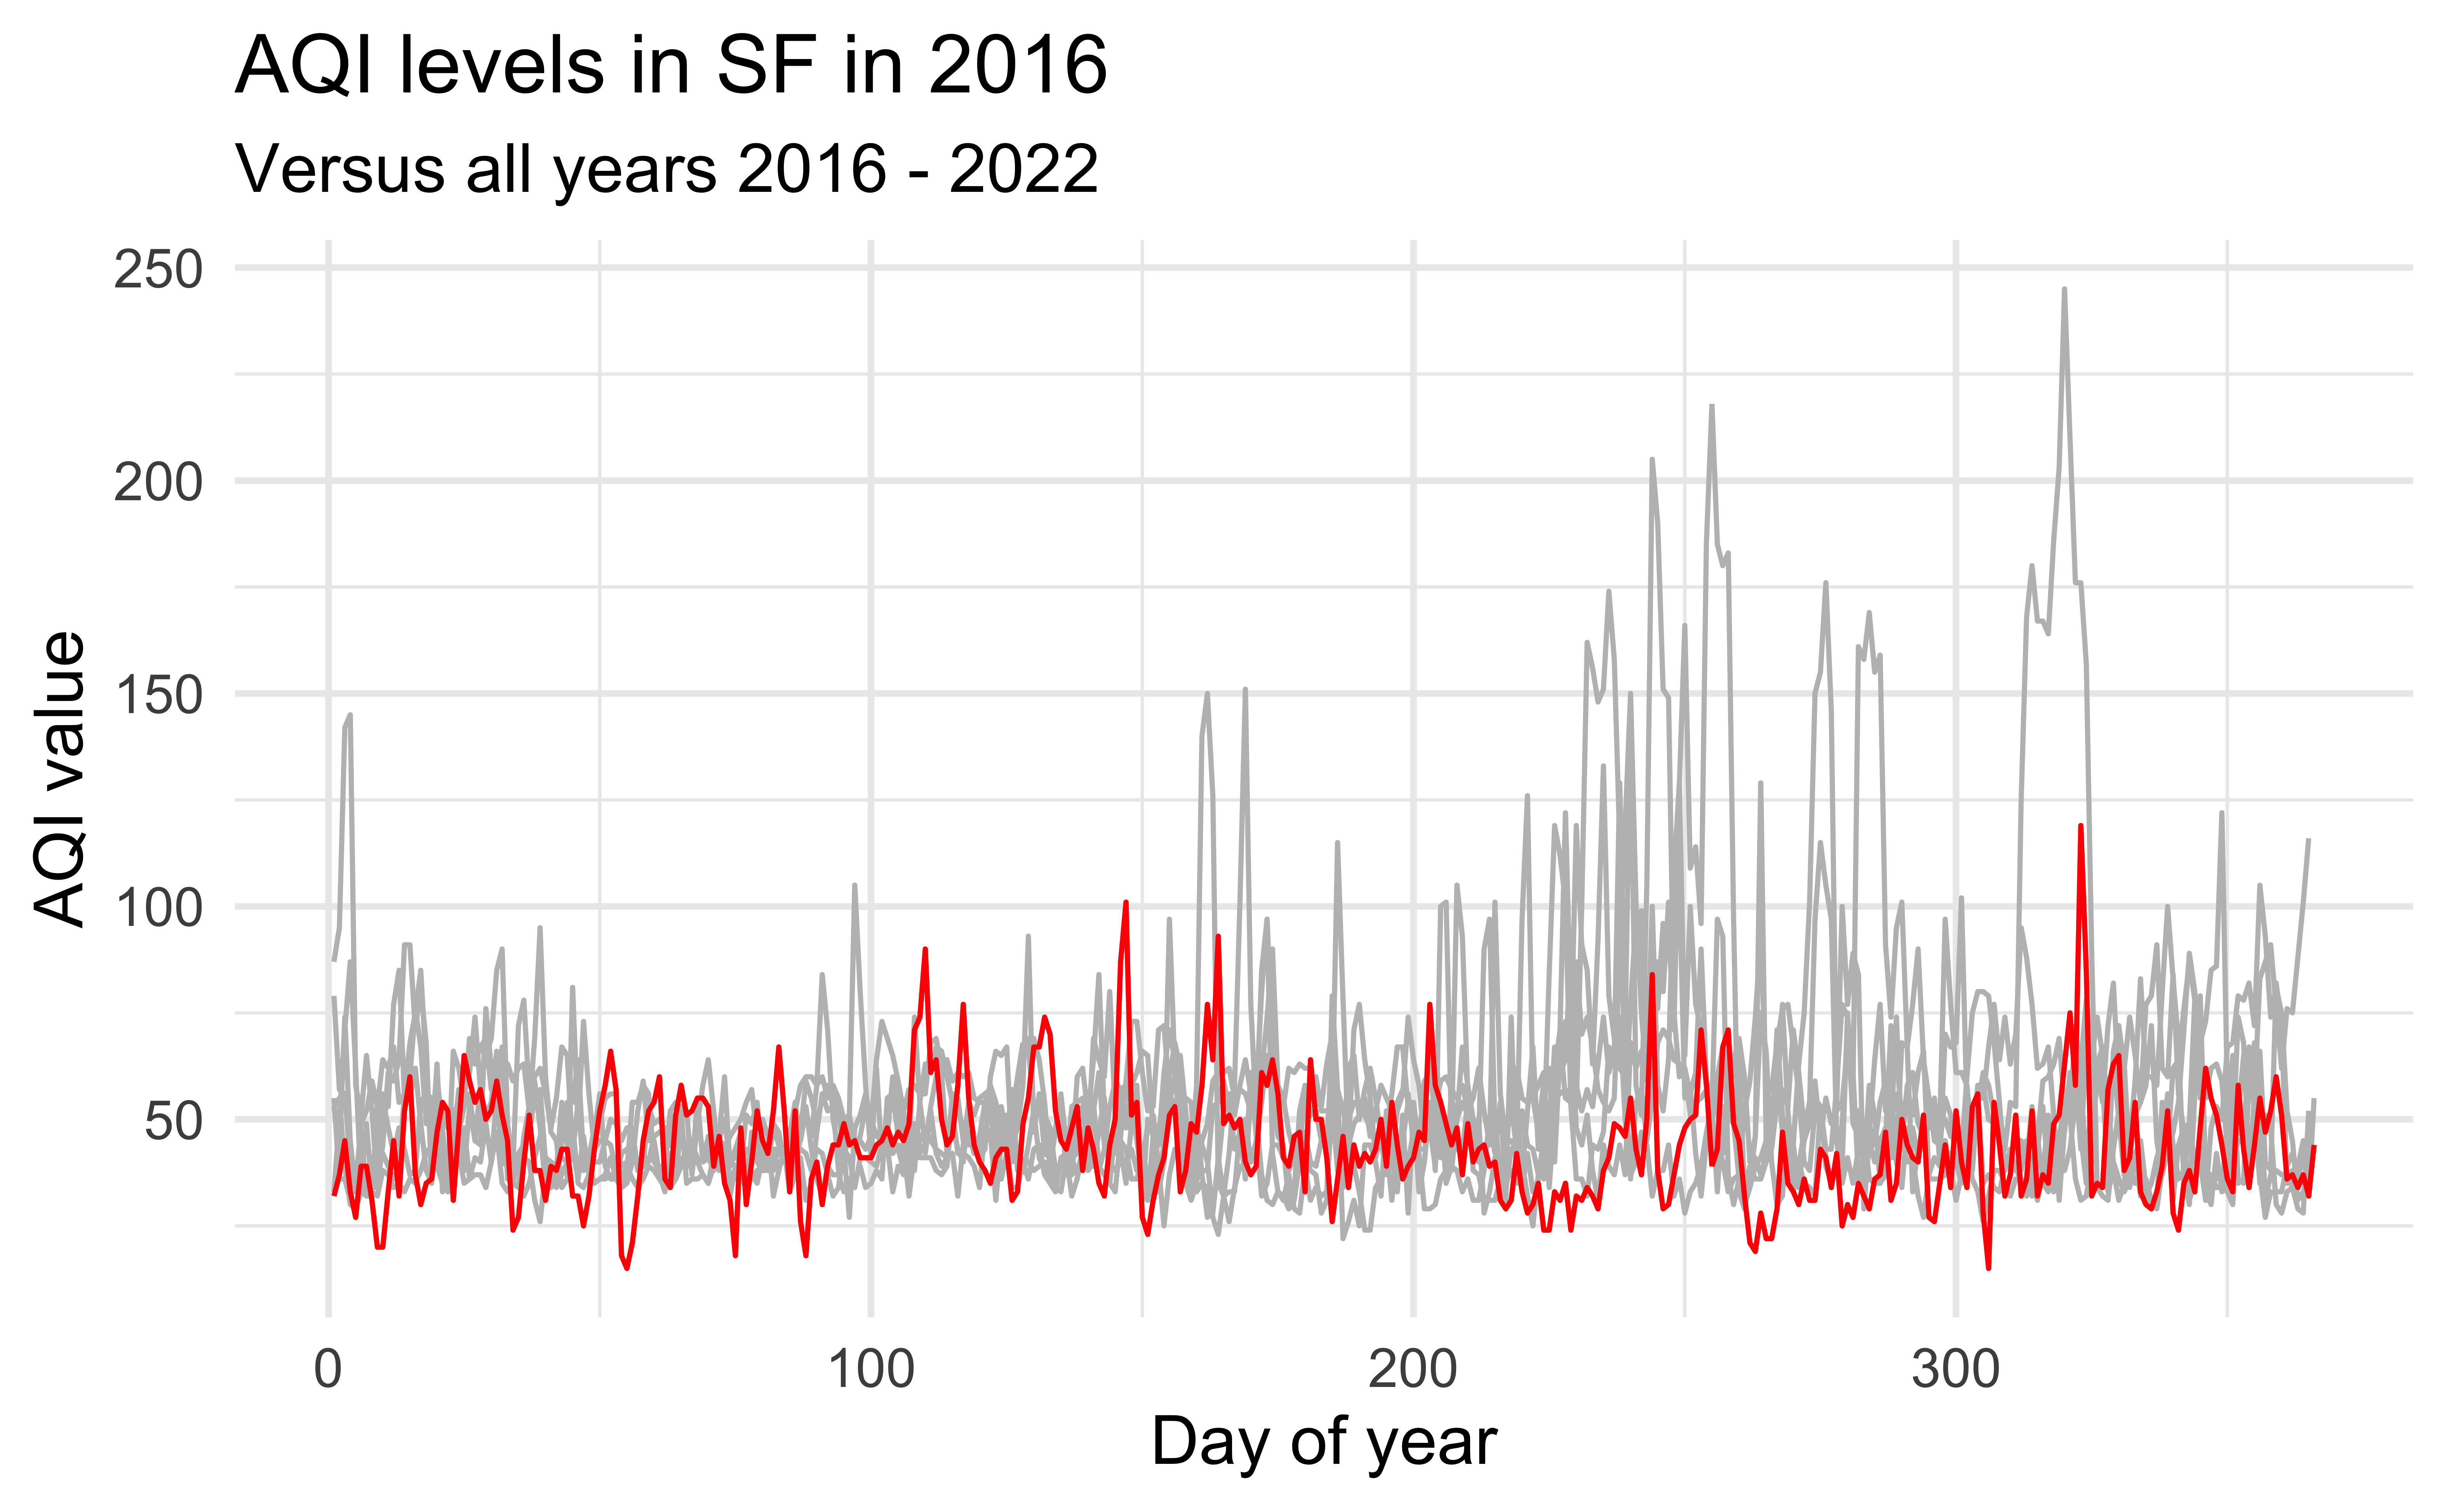 AQI levels in SF in 2016
Versus all years 2016 - 2022
250
200
150
100
50
AQI value
0 100 200 300
Day of year